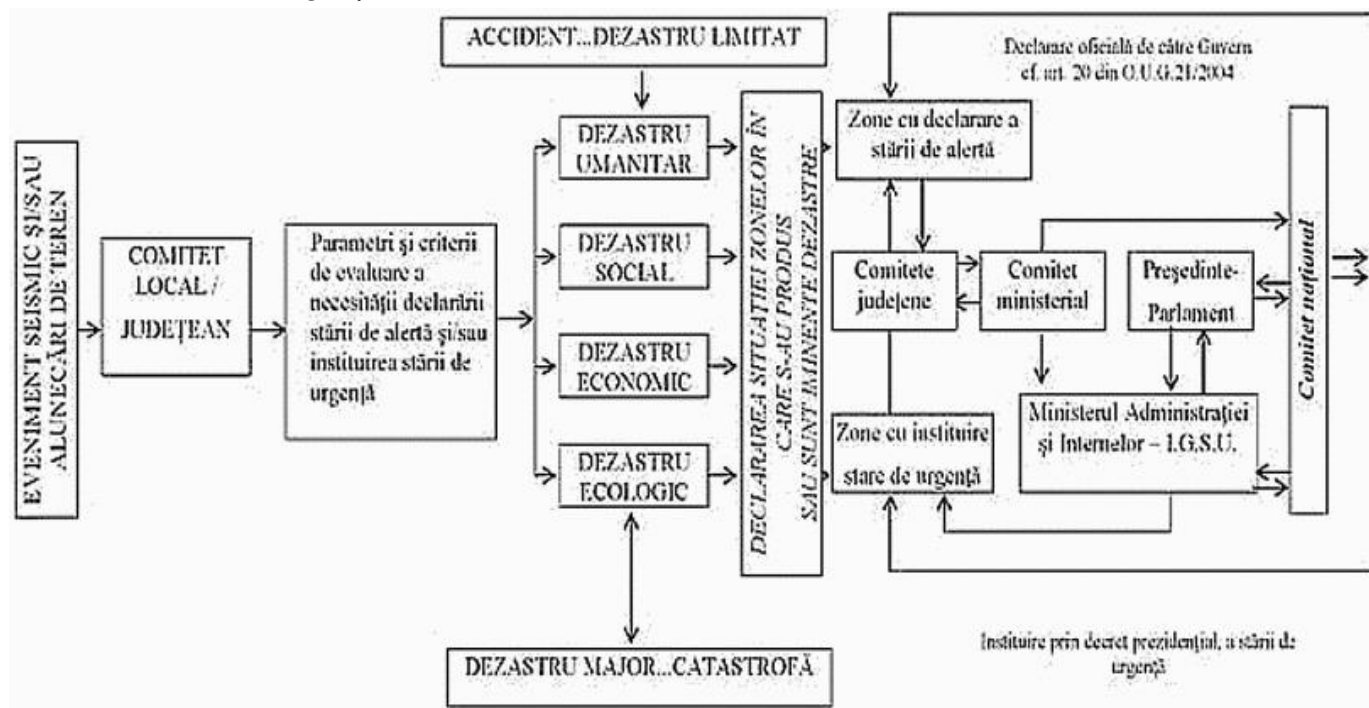 ACCIDENT...DEZASTRU LIMITAT
Declarare oficială de către Guvern
cf. art. 20 din O.U.G.21/2004
EVENIMENT SEISMIC ŞI/SAU
ALUNECĂRI DE TEREN
COMITET
LOCAL /
JUDEŢEAN
Parametri şi criterii
de evaluare a
necesităţii declarării
stării de alertă şi/sau
instituirea stării de
urgenţă
DEZASTRU
UMANITAR
DEZASTRU
SOCIAL
DEZASTRU
ECONOMIC
DEZASTRU
ECOLOGIC
DECLARAREA SITUAŢIEI ZONELOR ÎN
CARE S-AU PRODUS
SAU SUNT IMINENTE DEZASTRE
Zone cu declarare a
stării de alertă
Comitete
judeţene
Comitet
ministerial
Preşedinte-
Parlament
Zone cu instituire
stare de urgenţă
Ministerul Administraţiei
şi Internelor – I.G.S.U.
Comitet naţional
DEZASTRU MAJOR...CATASTROFĂ
Instituire prin decret prezidenţial, a stării de
urgenţă